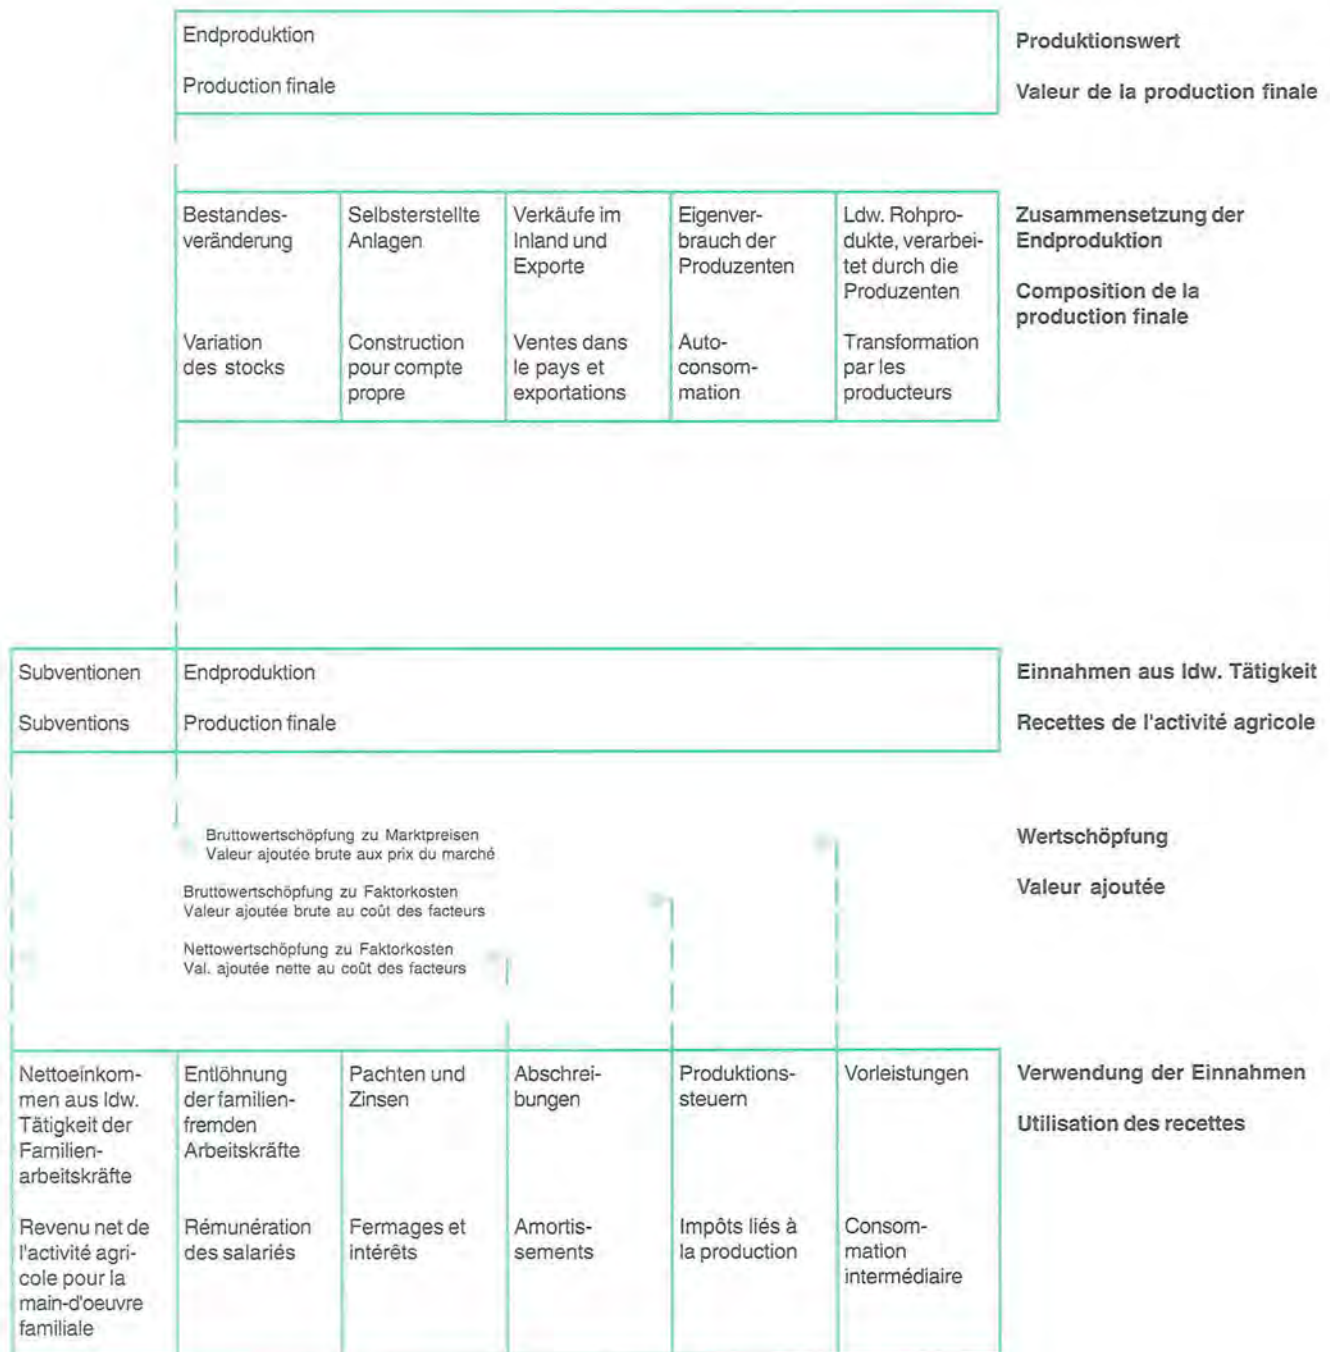 Endproduktion
Production finale
Produktionswert
Valeur de la production finale
Bestandes-
veränderung
Variation
des stocks
Selbsterstellte
Anlagen
Construction
pour compte
propre
Verkäufe im
Inland und
Exporte
Ventes dans
le pays et
exportations
Eigenver-
brauch der
Produzenten
Auto-
consom-
mation
Ldw. Rohpro-
dukte, verarbei-
tet durch die
Produzenten
Transformation
par les
producteurs
Zusammensetzung der
Endproduktion
Composition de la
production finale
Subventionen
Subventions
Endproduktion
Production finale
Einnahmen aus ldw. Tätigkeit
Recettes de l'activité agricole
Bruttowertschöpfung zu Marktpreisen
Valeur ajoutée brute aux prix du marché
Bruttowertschöpfung zu Faktorkosten
Valeur ajoutée brute au coût des facteurs
Nettowertschöpfung zu Faktorkosten
Val. ajoutée nette au coût des facteurs
Wertschöpfung
Valeur ajoutée
Nettoeinkom-
men aus ldw.
Tätigkeit der
Familien-
arbeitskräfte
Revenu net de
l'activité agri-
cole pour la
main-d'oeuvre
familiale
Entlöhnung
der familien-
fremden
Arbeitskräfte
Rémunération
des salariés
Pachten und
Zinsen
Fermages et
intérêts
Abschrei-
bungen
Amortis-
sements
Produktions-
steuern
Impôts liés à
la production
Vorleistungen
Consom-
mation
intermédiaire
Verwendung der Einnahmen
Utilisation des recettes